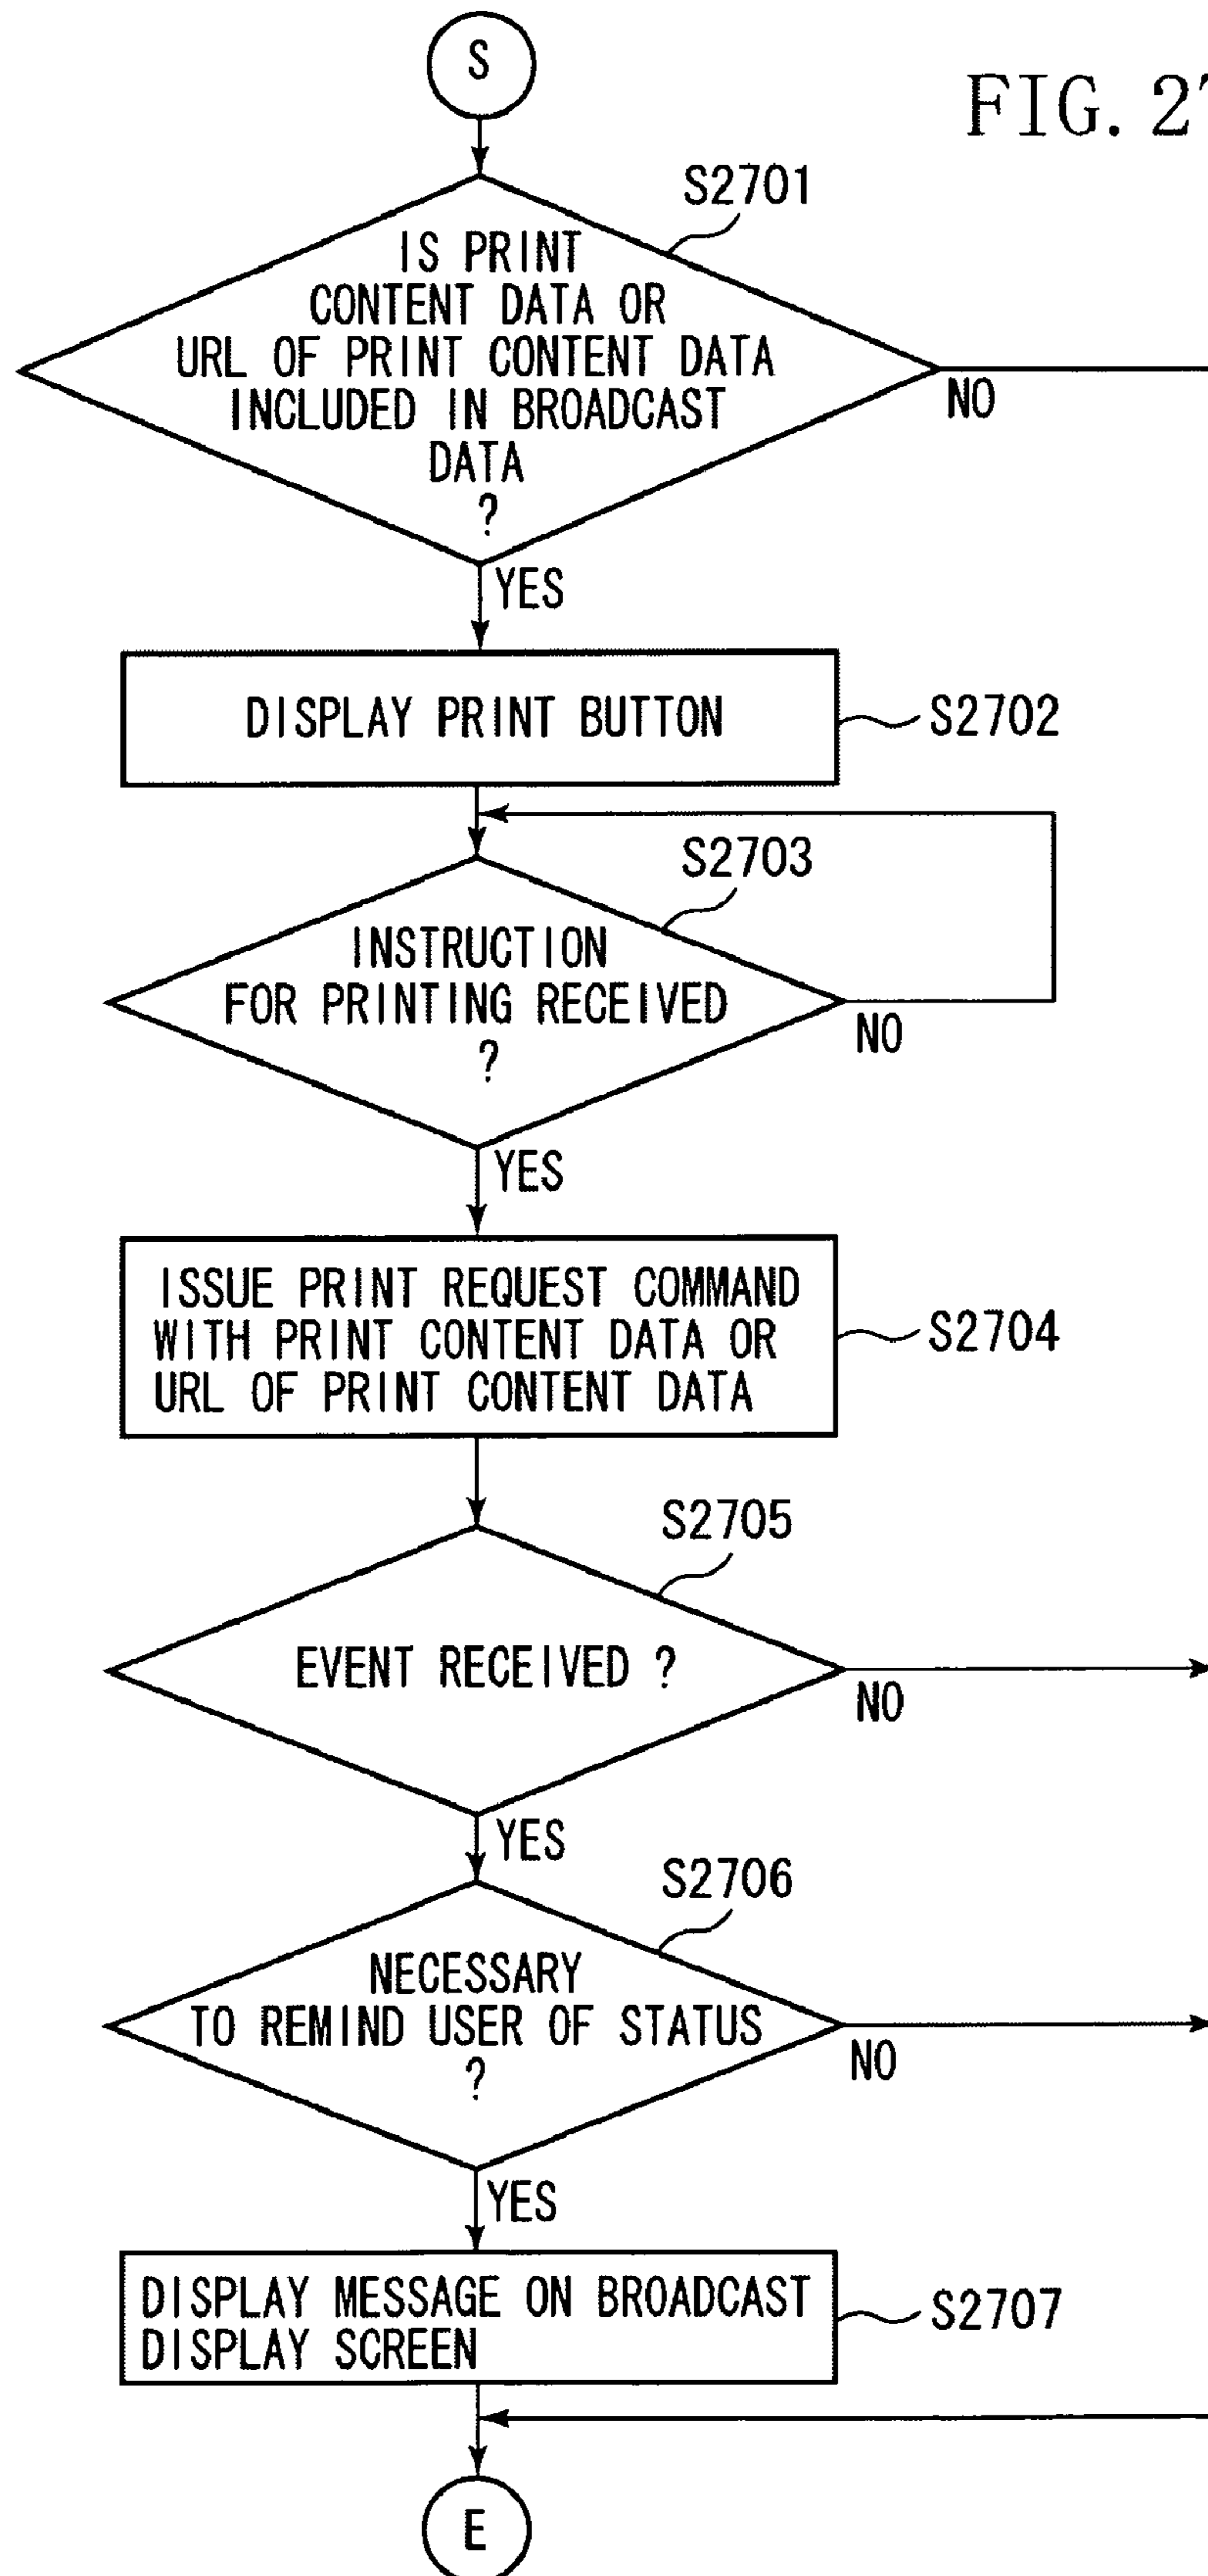 S
FIG. 27
S2701
IS PRINT
CONTENT DATA OR
URL OF PRINT CONTENT DATA
INCLUDED IN BROADCAST
DATA
?
NO
YES
DISPLAY PRINT BUTTON
S2702
S2703
INSTRUCTION
FOR PRINTING RECEIVED
?
NO
YES
ISSUE PRINT REQUEST COMMAND
WITH PRINT CONTENT DATA OR
URL OF PRINT CONTENT DATA
S2704
S2705
EVENT RECEIVED ?
NO
YES
S2706
NECESSARY
TO REMIND USER OF STATUS
?
NO
YES
DISPLAY MESSAGE ON BROADCAST
DISPLAY SCREEN
S2707
E